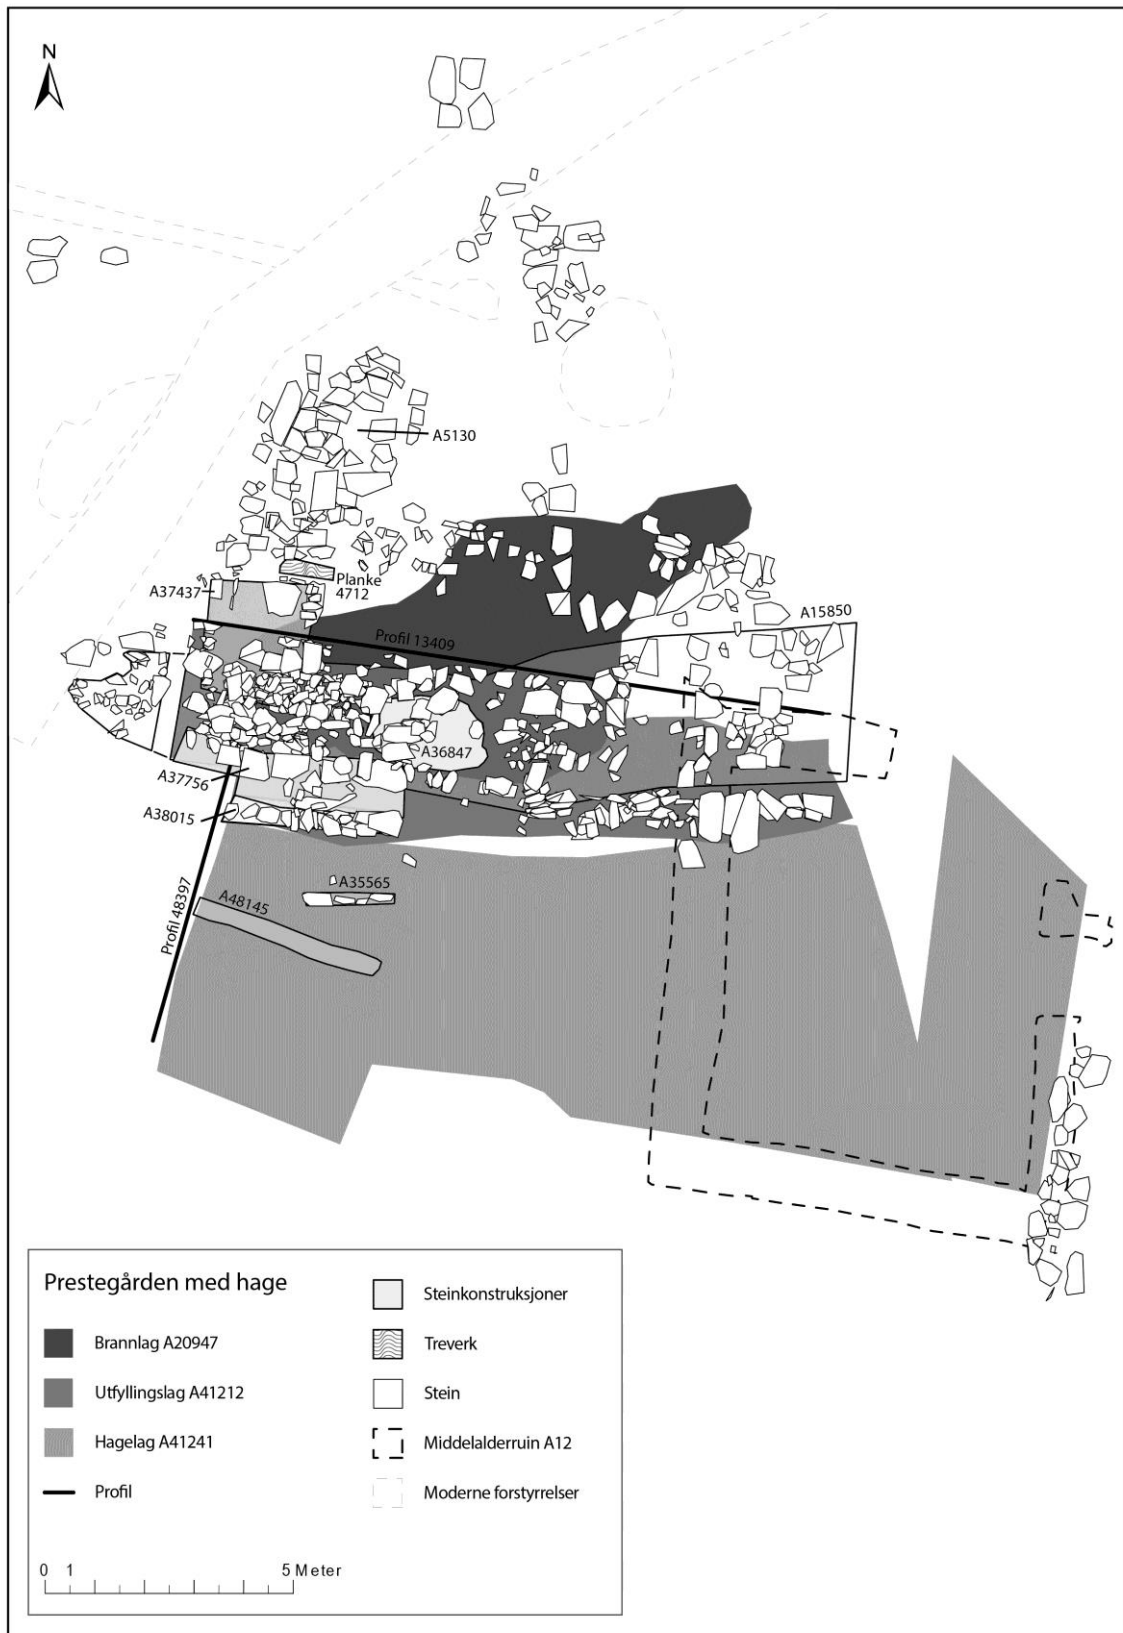 N
A5130
A37437
Planke
4712
A15850
Profil 13409
A36847
A37756
A38015
A35565
A48145
Profil 48397
Prestegården med hage
Brannlag A20947
Utfyllingslag A41212
Hagelag A41241
Profil
Steinkonstruksjoner
Treverk
Stein
Middelalderruin A12
Moderne forstyrrelser
0 1 5 Meter